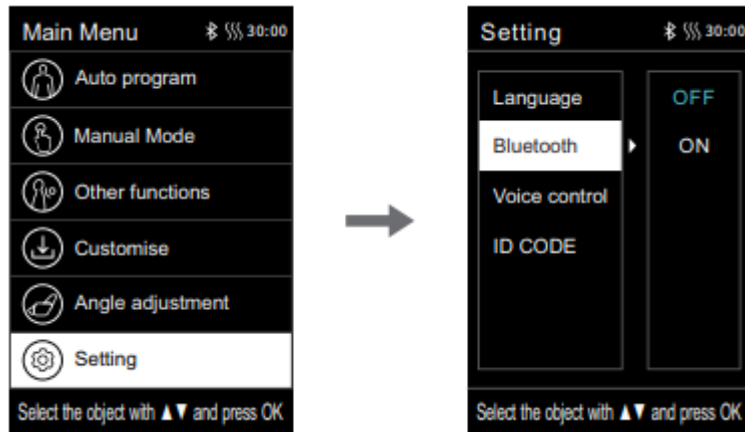 Main Menu 30:00
Auto program
Manual Mode
Other functions
Customise
Angle adjustment
Setting
Select the object with ▲▼ and press OK
Setting 30:00
Language
Bluetooth
Voice control
ID CODE
OFF
ON
Select the object with ▲▼ and press OK